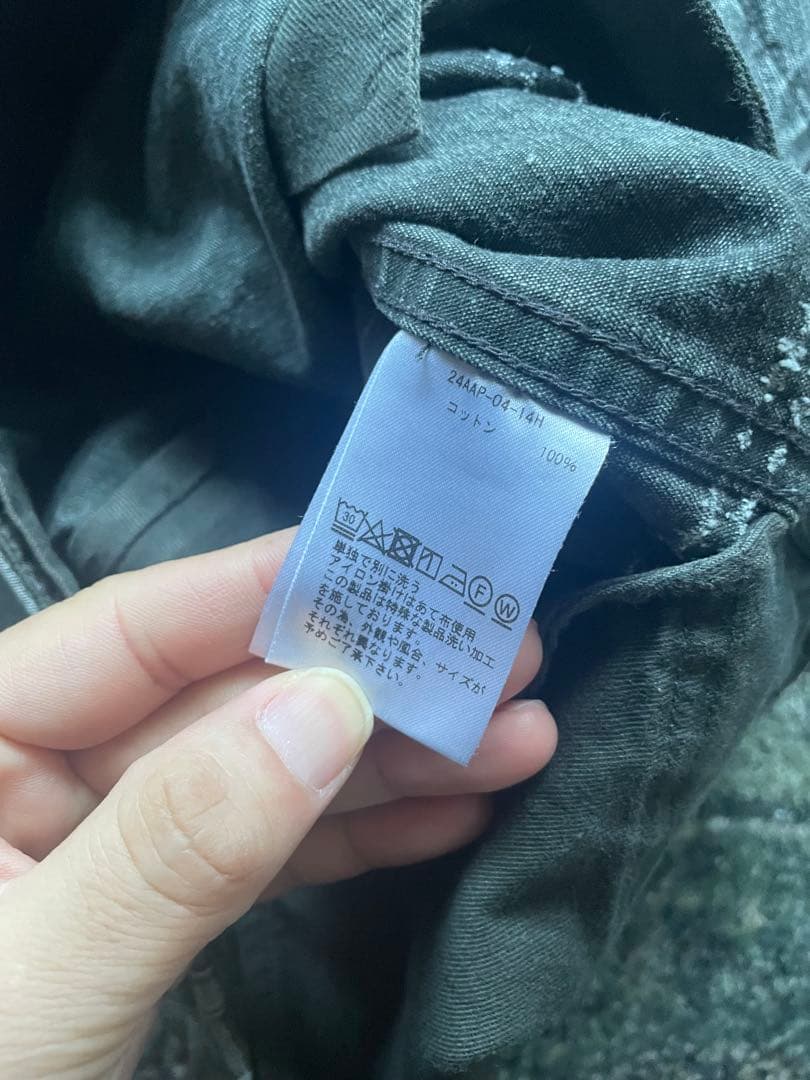 24AAP-04-14H
コットン 100%
30 F W
単独で別に洗う
アイロン掛けはあて布使用
この製品は特殊な製品洗い加工
を施しております。
その為、外観や風合、サイズが
それぞれ異なります。
予めご了承下さい。